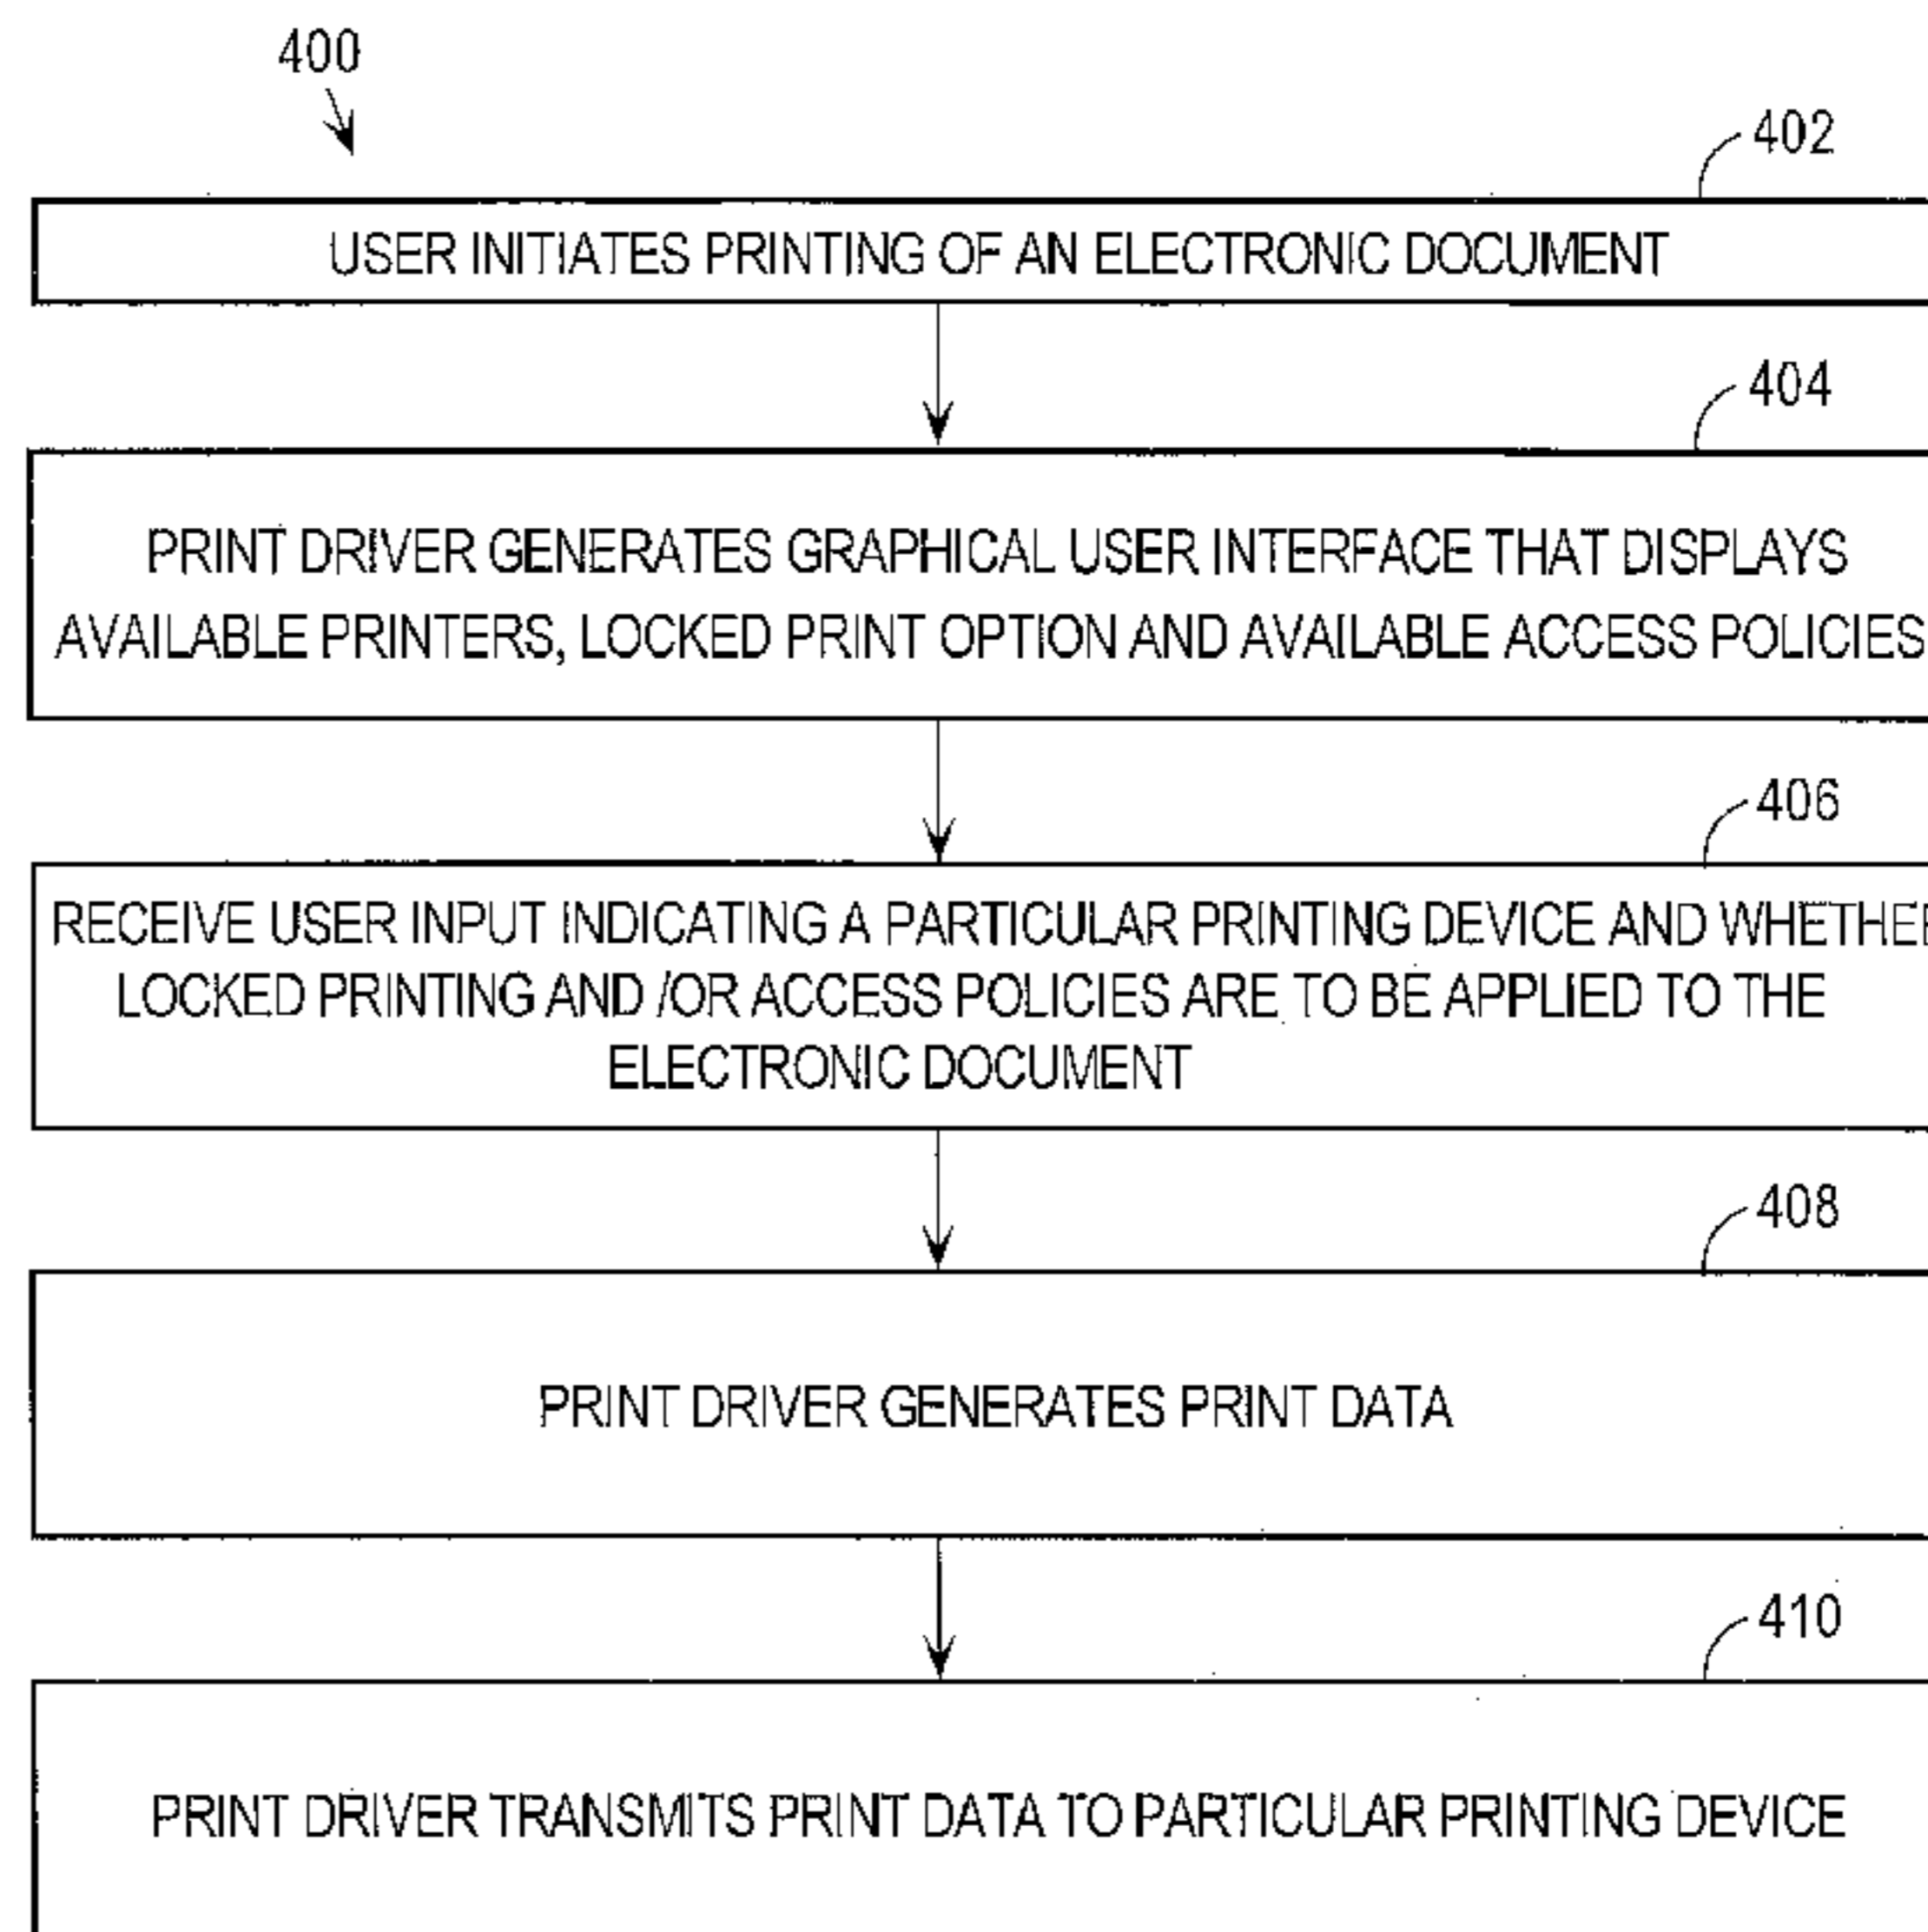 400
402
USER INITIATES PRINTING OF AN ELECTRONIC DOCUMENT
404
PRINT DRIVER GENERATES GRAPHICAL USER INTERFACE THAT DISPLAYS
AVAILABLE PRINTERS, LOCKED PRINT OPTION AND AVAILABLE ACCESS POLICIES
406
RECEIVE USER INPUT INDICATING A PARTICULAR PRINTING DEVICE AND WHETHER
LOCKED PRINTING AND /OR ACCESS POLICIES ARE TO BE APPLIED TO THE
ELECTRONIC DOCUMENT
408
PRINT DRIVER GENERATES PRINT DATA
410
PRINT DRIVER TRANSMITS PRINT DATA TO PARTICULAR PRINTING DEVICE